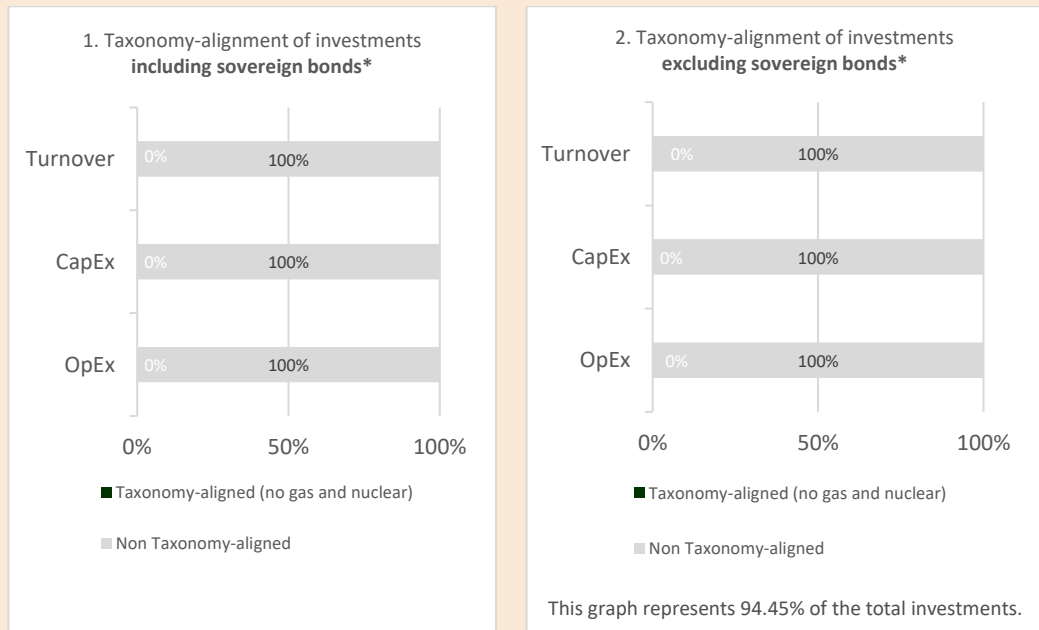 1. Taxonomy-alignment of investments
including sovereign bonds*
Turnover
0%
100%
CapEx
0%
100%
OpEx
0%
100%
0%
50%
100%
Taxonomy-aligned (no gas and nuclear)
Non Taxonomy-aligned
2. Taxonomy-alignment of investments
excluding sovereign bonds*
Turnover
0%
100%
CapEx
0%
100%
OpEx
0%
100%
0%
50%
100%
Taxonomy-aligned (no gas and nuclear)
Non Taxonomy-aligned
This graph represents 94.45% of the total investments.